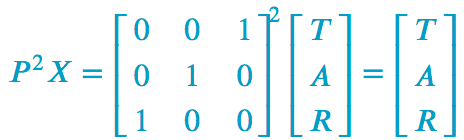 P²X = [0 0 1; 0 1 0; 1 0 0]² [T; A; R] = [T; A; R]